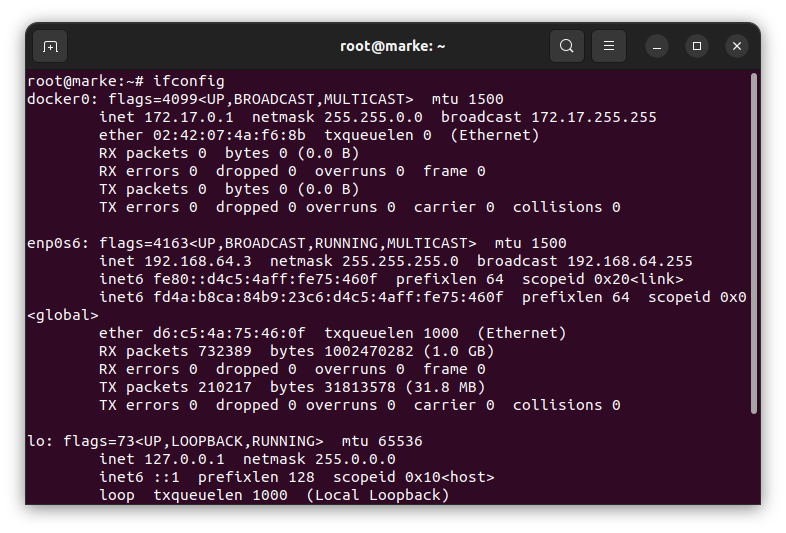 root@marke: ~
root@marke:~# ifconfig
docker0: flags=4099<UP,BROADCAST,MULTICAST>  mtu 1500
        inet 172.17.0.1  netmask 255.255.0.0  broadcast 172.17.255.255
        ether 02:42:07:4a:f6:8b  txqueuelen 0  (Ethernet)
        RX packets 0  bytes 0 (0.0 B)
        RX errors 0  dropped 0  overruns 0  frame 0
        TX packets 0  bytes 0 (0.0 B)
        TX errors 0  dropped 0 overruns 0  carrier 0  collisions 0

enp0s6: flags=4163<UP,BROADCAST,RUNNING,MULTICAST>  mtu 1500
        inet 192.168.64.3  netmask 255.255.255.0  broadcast 192.168.64.255
        inet6 fe80::d4c5:4aff:fe75:460f  prefixlen 64  scopeid 0x20<link>
        inet6 fd4a:b8ca:84b9:23c6:d4c5:4aff:fe75:460f  prefixlen 64  scopeid 0x0
<global>
        ether d6:c5:4a:75:46:0f  txqueuelen 1000  (Ethernet)
        RX packets 732389  bytes 1002470282 (1.0 GB)
        RX errors 0  dropped 0  overruns 0  frame 0
        TX packets 210217  bytes 31813578 (31.8 MB)
        TX errors 0  dropped 0 overruns 0  carrier 0  collisions 0

lo: flags=73<UP,LOOPBACK,RUNNING>  mtu 65536
        inet 127.0.0.1  netmask 255.0.0.0
        inet6 ::1  prefixlen 128  scopeid 0x10<host>
        loop  txqueuelen 1000  (Local Loopback)